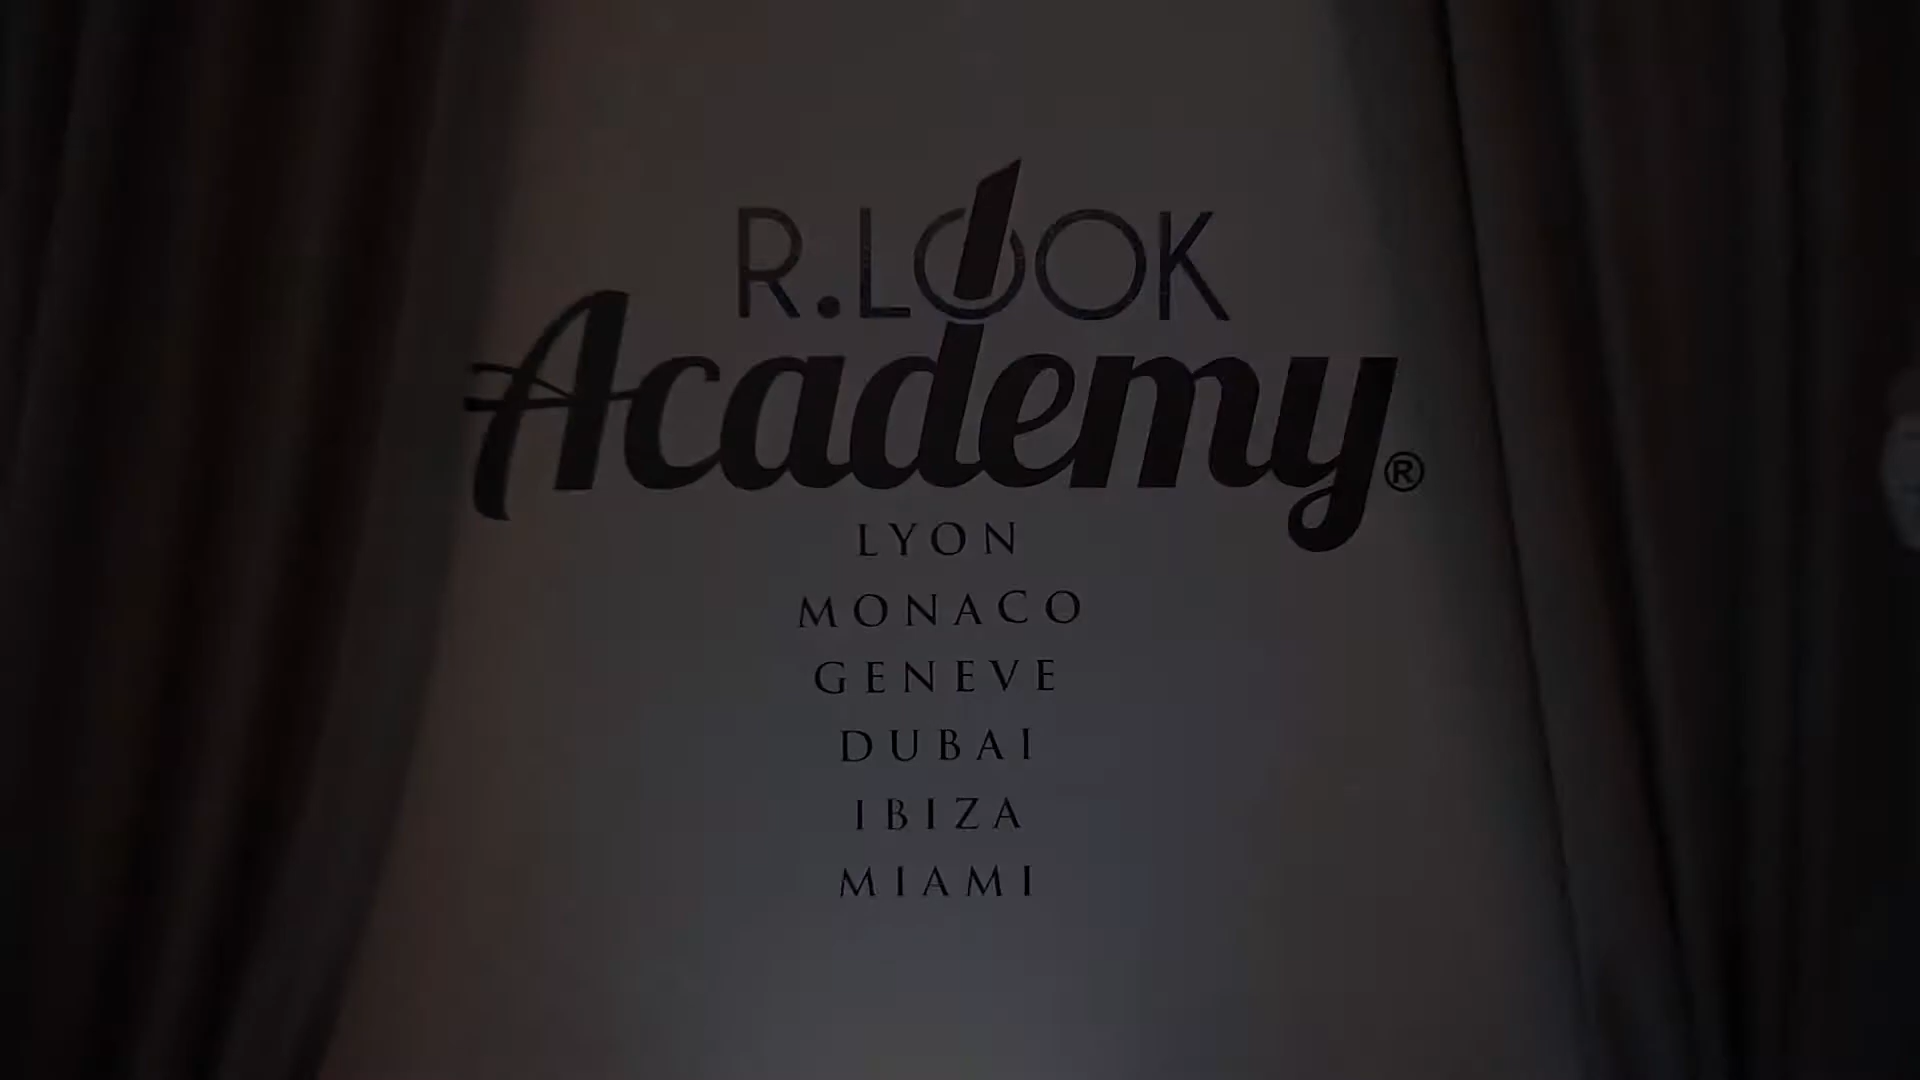 R.LOOK
Academy®
LYON
MONACO
GENEVE
DUBAI
IBIZA
MIAMI